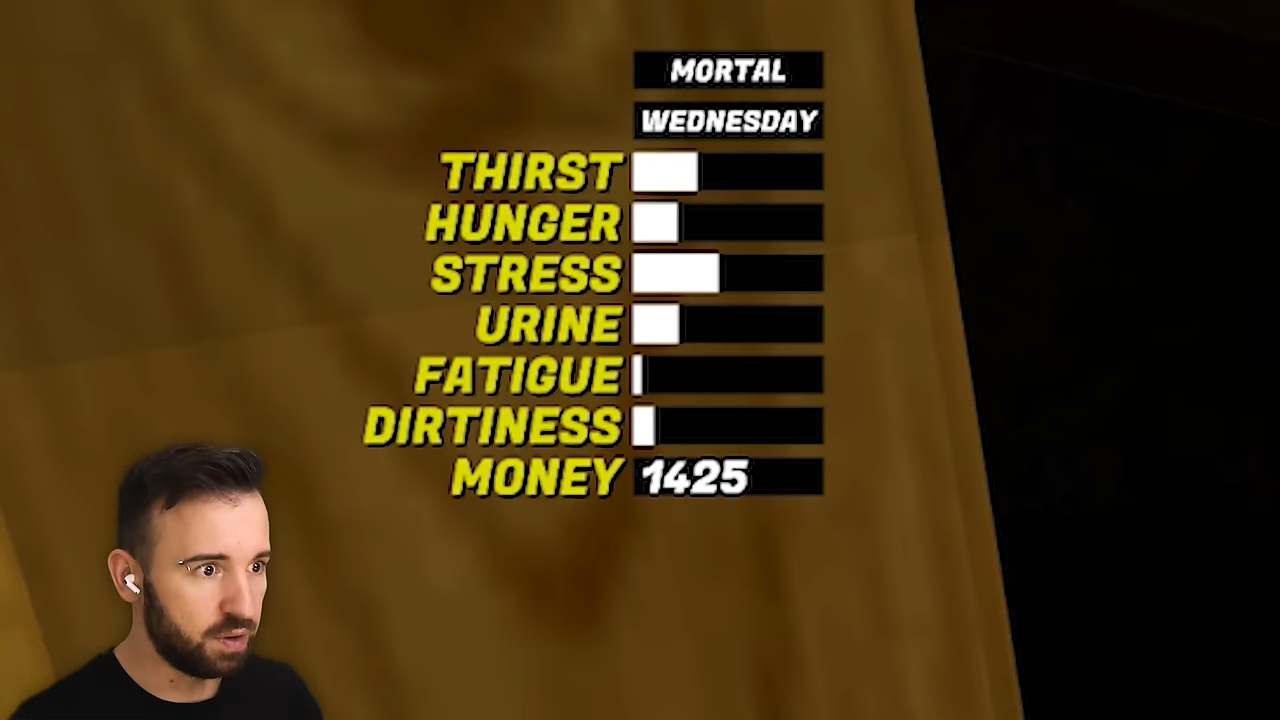 MORTAL
WEDNESDAY
THIRST
HUNGER
STRESS
URINE
FATIGUE
DIRTINESS
MONEY 1425